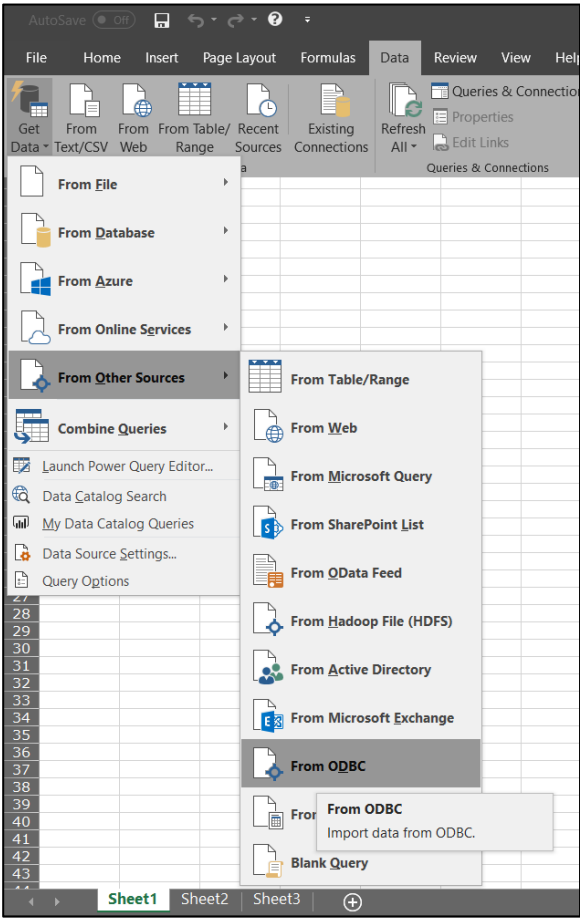 AutoSave Off
File Home Insert Page Layout Formulas Data Review View Help
Get Data
From Text/CSV
From Web
From Table/Range
Recent Sources
Existing Connections
Refresh All
Queries & Connection
Properties
Edit Links
Queries & Connections
From File
From Database
From Azure
From Online Services
From Other Sources
Combine Queries
Launch Power Query Editor...
Data Catalog Search
My Data Catalog Queries
Data Source Settings...
Query Options
From Table/Range
From Web
From Microsoft Query
From SharePoint List
From OData Feed
From Hadoop File (HDFS)
From Active Directory
From Microsoft Exchange
From ODBC
From ODBC
Import data from ODBC.
Blank Query
27
28
29
30
31
32
33
34
35
36
37
38
39
40
41
42
43
Sheet1 Sheet2 Sheet3